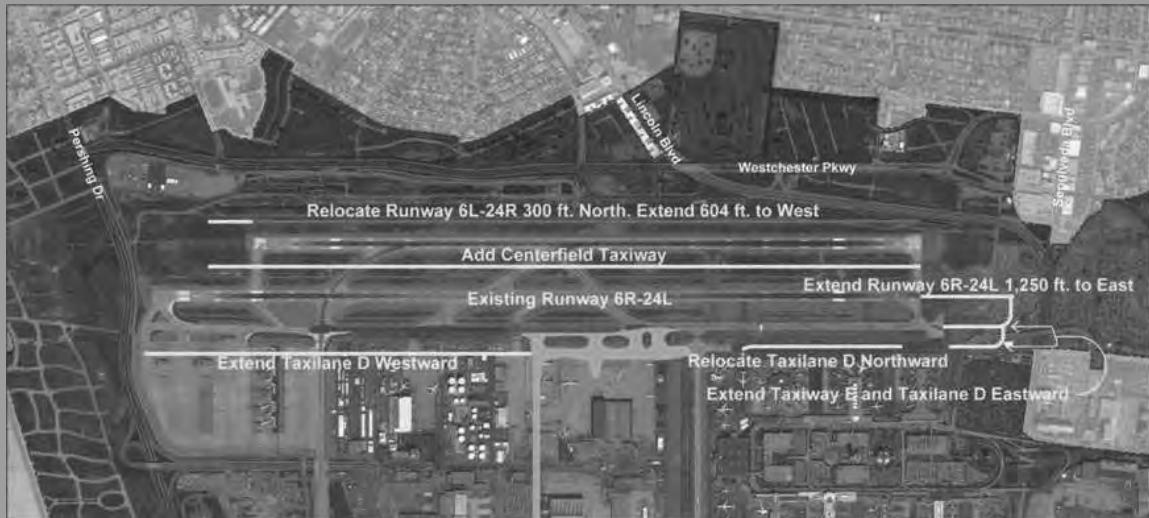 Pershing Dr
Lincoln Blvd
Sepulveda Blvd
Westchester Pkwy
Relocate Runway 6L-24R 300 ft. North. Extend 604 ft. to West
Add Centerfield Taxiway
Extend Runway 6R-24L 1,250 ft. to East
Existing Runway 6R-24L
Extend Taxilane D Westward
Relocate Taxilane D Northward
Extend Taxiway E and Taxilane D Eastward